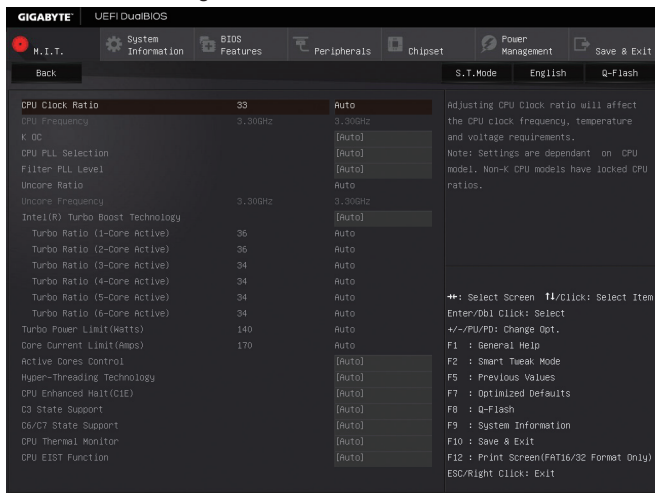 GIGABYTE™ UEFI DualBIOS
M.I.T.
System Information
BIOS Features
Peripherals
Chipset
Power Management
Save & Exit
Back S.T.Mode English Q-Flash
CPU Clock Ratio 33 Auto
CPU Frequency 3.30GHz 3.30GHz
K OC [Auto]
CPU PLL Selection [Auto]
Filter PLL Level [Auto]
Uncore Ratio Auto
Uncore Frequency 3.30GHz 3.30GHz
Intel(R) Turbo Boost Technology [Auto]
Turbo Ratio (1-Core Active) 36 Auto
Turbo Ratio (2-Core Active) 36 Auto
Turbo Ratio (3-Core Active) 34 Auto
Turbo Ratio (4-Core Active) 34 Auto
Turbo Ratio (5-Core Active) 34 Auto
Turbo Ratio (6-Core Active) 34 Auto
Turbo Power Limit(Watts) 140 Auto
Core Current Limit(Amps) 170 Auto
Active Cores Control [Auto]
Hyper-Threading Technology [Auto]
CPU Enhanced Halt(C1E) [Auto]
C3 State Support [Auto]
C6/C7 State Support [Auto]
CPU Thermal Monitor [Auto]
CPU EIST Function [Auto]
Adjusting CPU Clock ratio will affect
the CPU clock frequency, temperature
and voltage requirements.
Note: Settings are dependant on CPU
model. Non-K CPU models have locked CPU
ratios.
→←: Select Screen ↑↓/Click: Select Item
Enter/Dbl Click: Select
+/-/PU/PD: Change Opt.
F1 : General Help
F2 : Smart Tweak Mode
F5 : Previous Values
F7 : Optimized Defaults
F8 : Q-Flash
F9 : System Information
F10 : Save & Exit
F12 : Print Screen(FAT16/32 Format Only)
ESC/Right Click: Exit